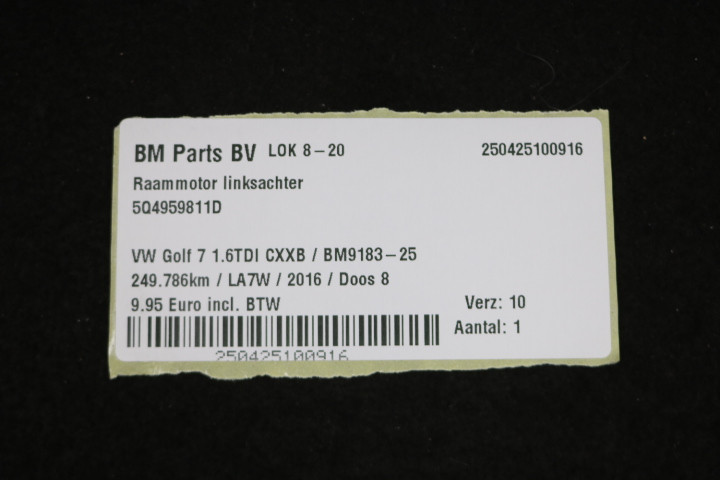 BM Parts BV LOK 8-20 250425100916
Raammotor linksachter
5Q4959811D
VW Golf 7 1.6TDI CXXB / BM9183-25
249.786km / LA7W / 2016 / Doos 8
9.95 Euro incl. BTW Verz: 10
Aantal: 1
250425100916